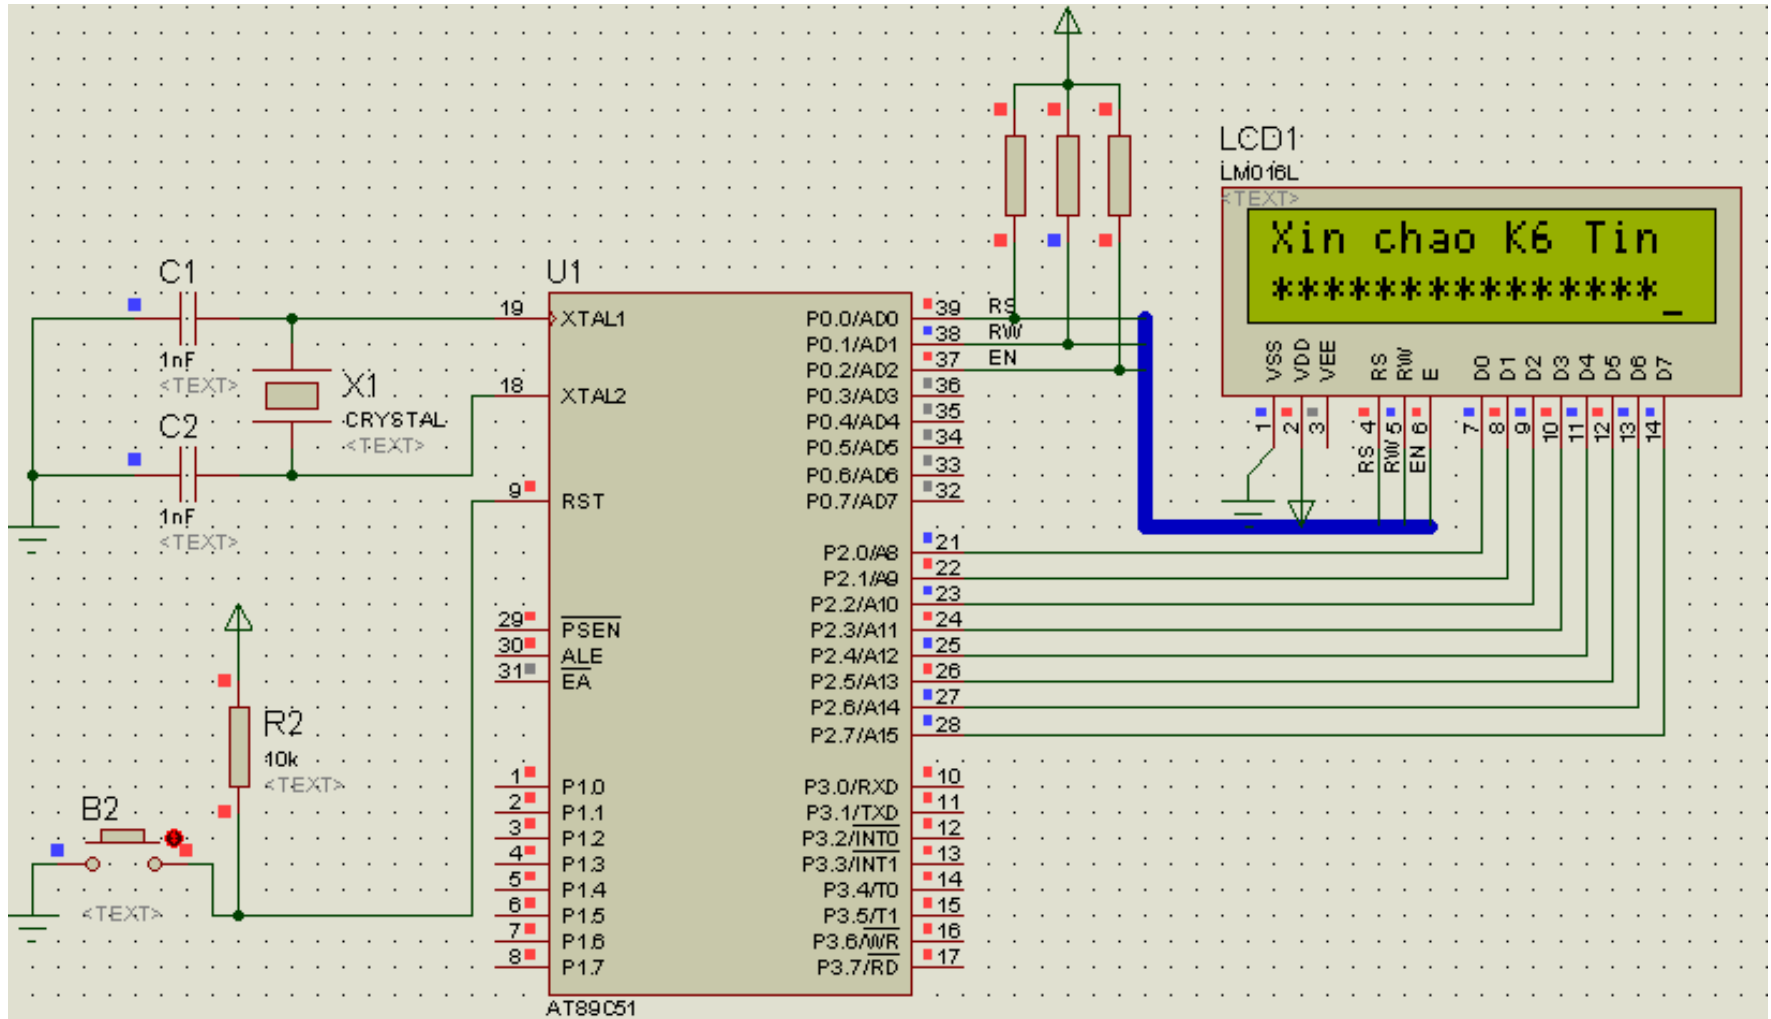 LCD1
LM016L
<TEXT>
Xin chao K6 Tin
***************_
VSS VDD VEE RS RW E D0 D1 D2 D3 D4 D5 D6 D7
1 2 3 4 5 6 7 8 9 10 11 12 13 14
RS RW EN
C1
1nF
<TEXT>
C2
1nF
<TEXT>
X1
CRYSTAL
<TEXT>
R2
10k
<TEXT>
B2
<TEXT>
U1
19 XTAL1
18 XTAL2
9 RST
29 PSEN
30 ALE
31 EA
1 P1.0
2 P1.1
3 P1.2
4 P1.3
5 P1.4
6 P1.5
7 P1.6
8 P1.7
P0.0/AD0 39 RS
P0.1/AD1 38 RW
P0.2/AD2 37 EN
P0.3/AD3 36
P0.4/AD4 35
P0.5/AD5 34
P0.6/AD6 33
P0.7/AD7 32
P2.0/A8 21
P2.1/A9 22
P2.2/A10 23
P2.3/A11 24
P2.4/A12 25
P2.5/A13 26
P2.6/A14 27
P2.7/A15 28
P3.0/RXD 10
P3.1/TXD 11
P3.2/INT0 12
P3.3/INT1 13
P3.4/T0 14
P3.5/T1 15
P3.6/WR 16
P3.7/RD 17
AT89C51